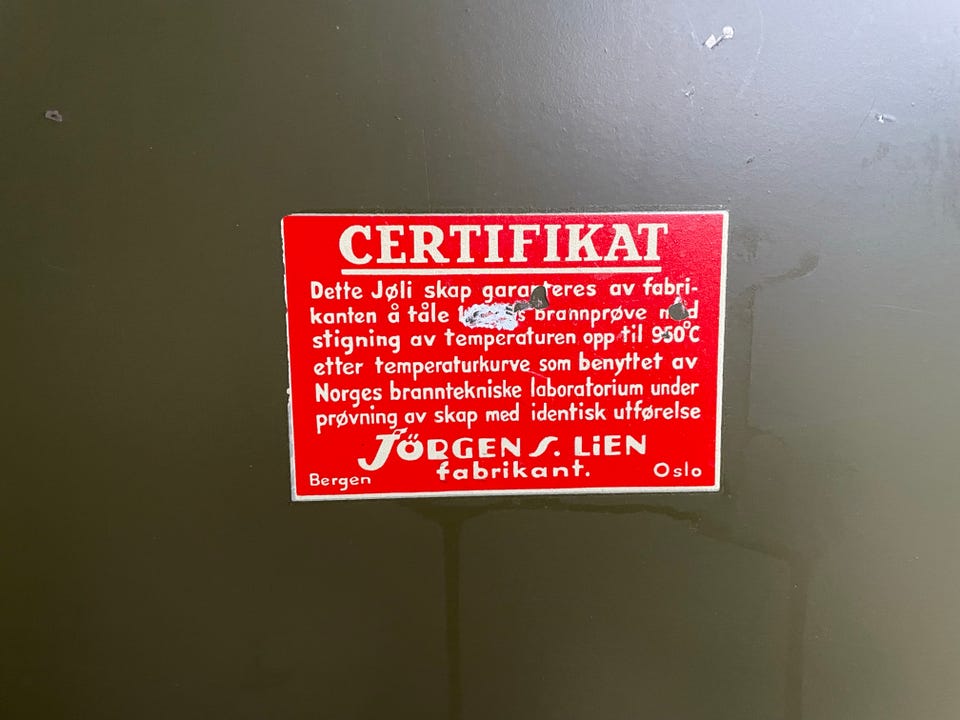 CERTIFIKAT
Dette Jøli skap garanteres av fabri-
kanten å tåle brannprøve med
stigning av temperaturen opp til 950°C
etter temperaturkurve som benyttet av
Norges branntekniske laboratorium under
prøvning av skap med identisk utførelse
JÖRGEN S. LIEN
fabrikant.
Bergen Oslo